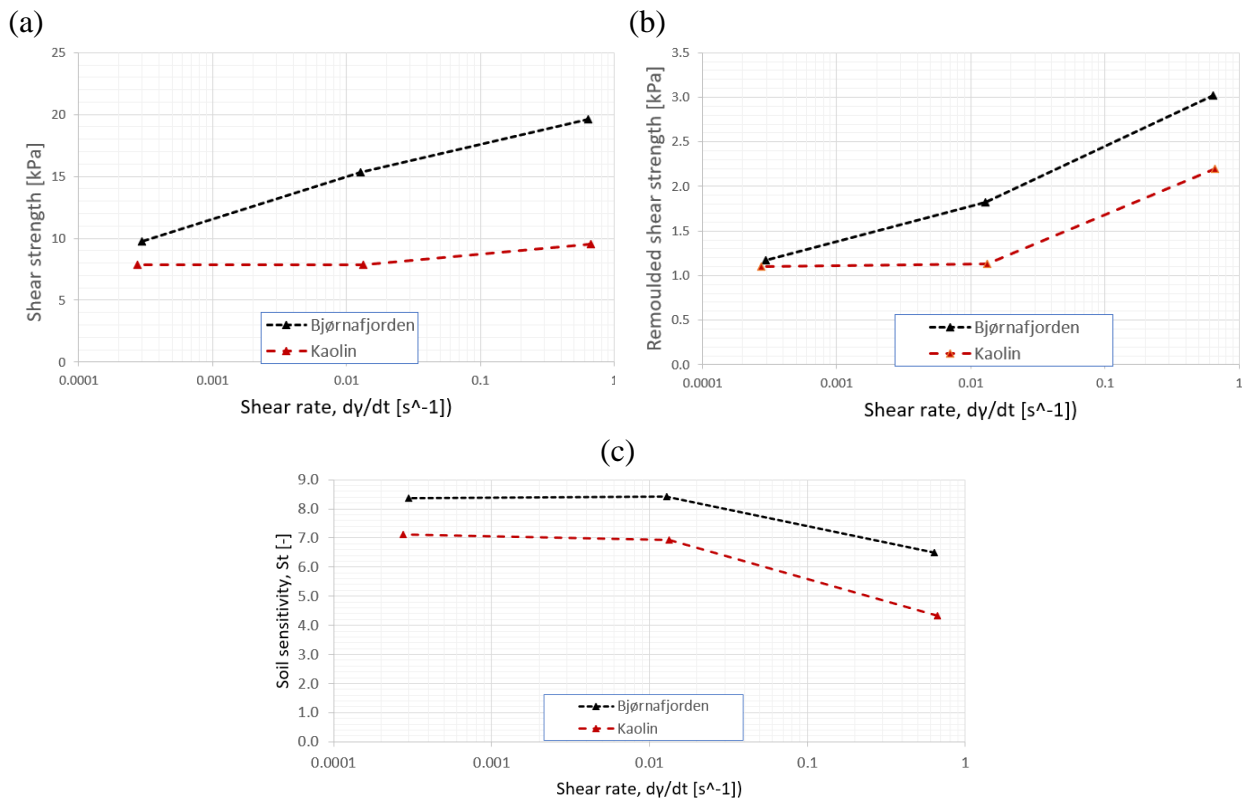 (a)
25
20
15
10
5
0
0.0001
0.001
0.01
0.1
1
Shear strength [kPa]
Shear rate, dγ/dt [s^-1])
Bjørnafjorden
Kaolin
(b)
3.5
3.0
2.5
2.0
1.5
1.0
0.5
0.0
0.0001
0.001
0.01
0.1
1
Remoulded shear strength [kPa]
Shear rate, dγ/dt [s^-1])
Bjørnafjorden
Kaolin
(c)
9.0
8.0
7.0
6.0
5.0
4.0
3.0
2.0
1.0
0.0
0.0001
0.001
0.01
0.1
1
Soil sensitivity, St [-]
Shear rate, dγ/dt [s^-1])
Bjørnafjorden
Kaolin